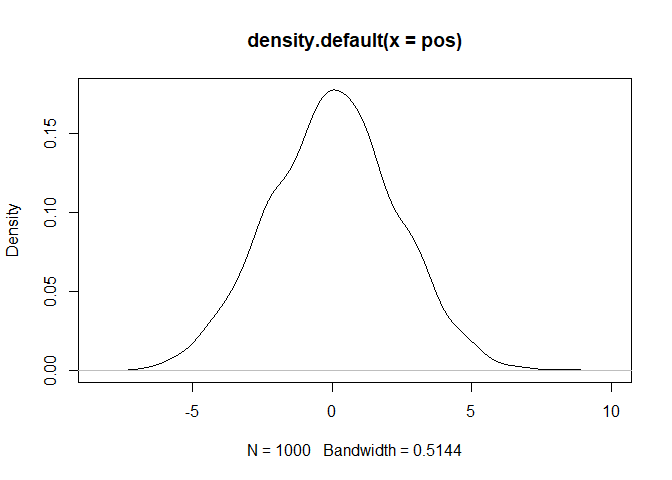 density.default(x = pos)
Density
0.15
0.10
0.05
0.00
-5
0
5
10
N = 1000   Bandwidth = 0.5144